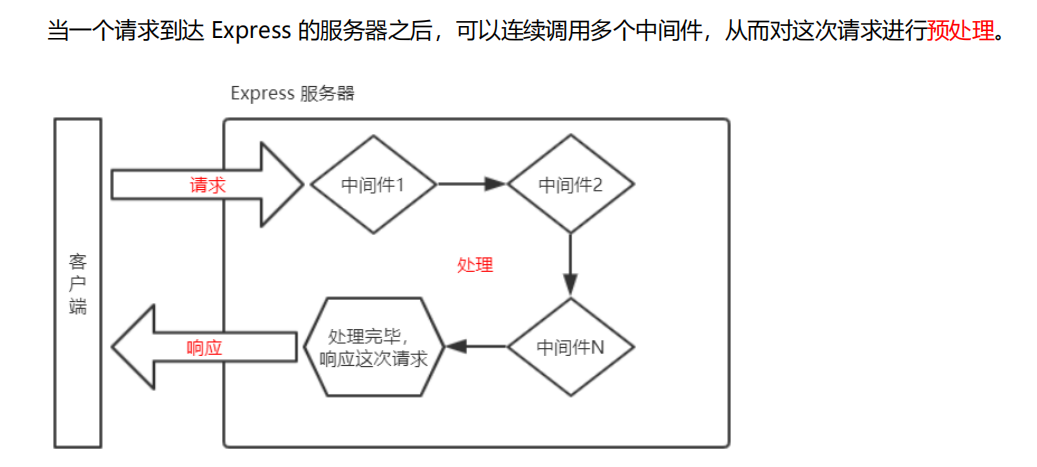 当一个请求到达 Express 的服务器之后，可以连续调用多个中间件，从而对这次请求进行预处理。
Express 服务器
客户端
请求
中间件1
中间件2
处理
响应
处理完毕，
响应这次请求
中间件N